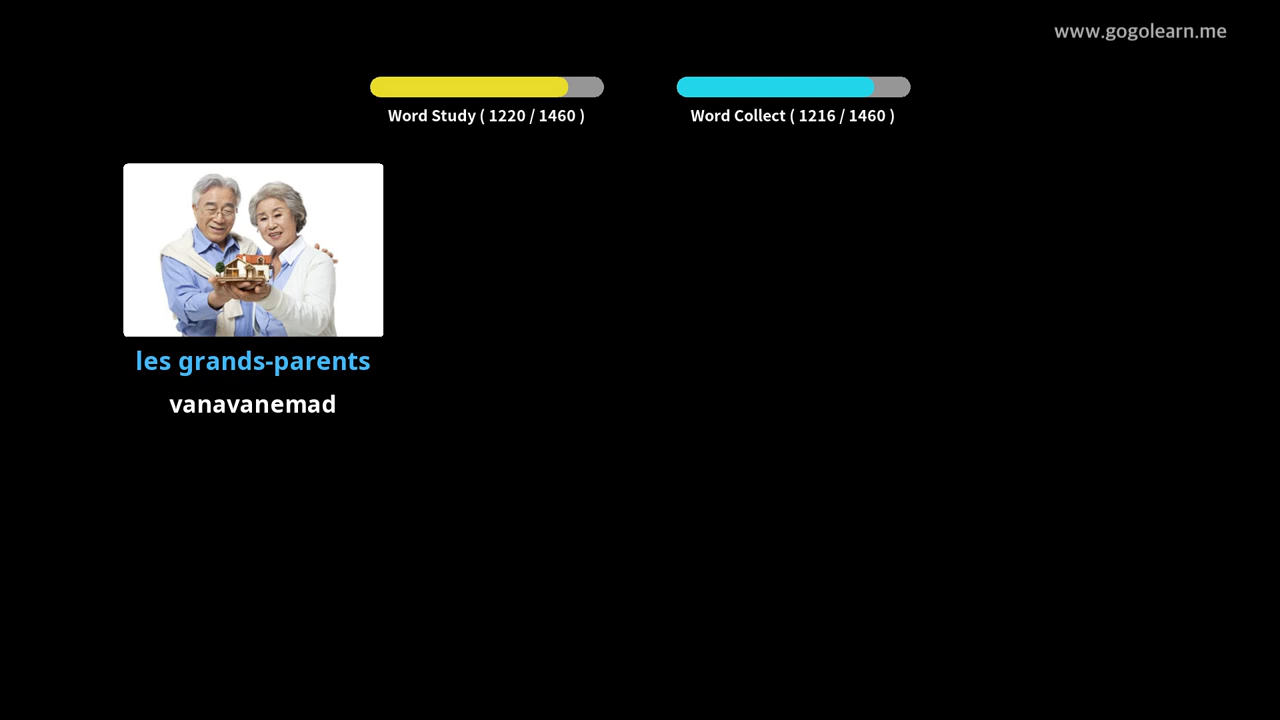 www.gogolearn.me
Word Study ( 1220 / 1460 )
Word Collect ( 1216 / 1460 )
les grands-parents
vanavanemad